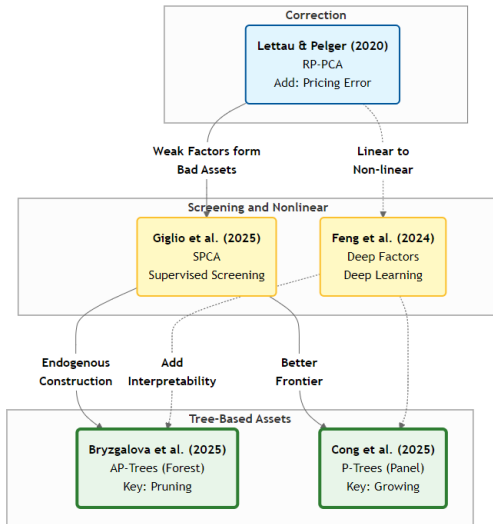 Correction
Lettau & Pelger (2020)
RP-PCA
Add: Pricing Error
Weak Factors form
Bad Assets
Linear to
Non-linear
Screening and Nonlinear
Giglio et al. (2025)
SPCA
Supervised Screening
Feng et al. (2024)
Deep Factors
Deep Learning
Endogenous
Construction
Add
Interpretability
Better
Frontier
Tree-Based Assets
Bryzgalova et al. (2025)
AP-Trees (Forest)
Key: Pruning
Cong et al. (2025)
P-Trees (Panel)
Key: Growing